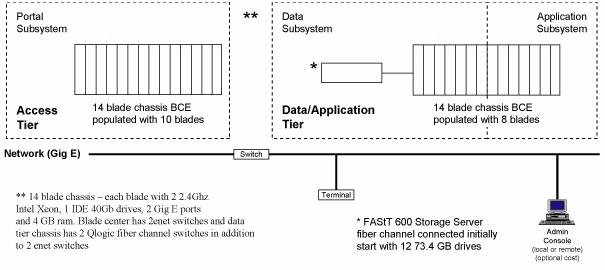 Portal
Subsystem
**
Data
Subsystem
Application
Subsystem
*
Access
Tier
14 blade chassis BCE
populated with 10 blades
Data/Application
Tier
14 blade chassis BCE
populated with 8 blades
Network (Gig E)
Switch
Terminal
** 14 blade chassis – each blade with 2 2.4Ghz
Intel Xeon, 1 IDE 40Gb drives, 2 Gig E ports
and 4 GB ram. Blade center has 2enet switches and data
tier chassis has 2 Qlogic fiber channel switches in addition
to 2 enet switches
* FAStT 600 Storage Server
fiber channel connected initially
start with 12 73.4 GB drives
Admin
Console
(local or remote)
(optional cost)